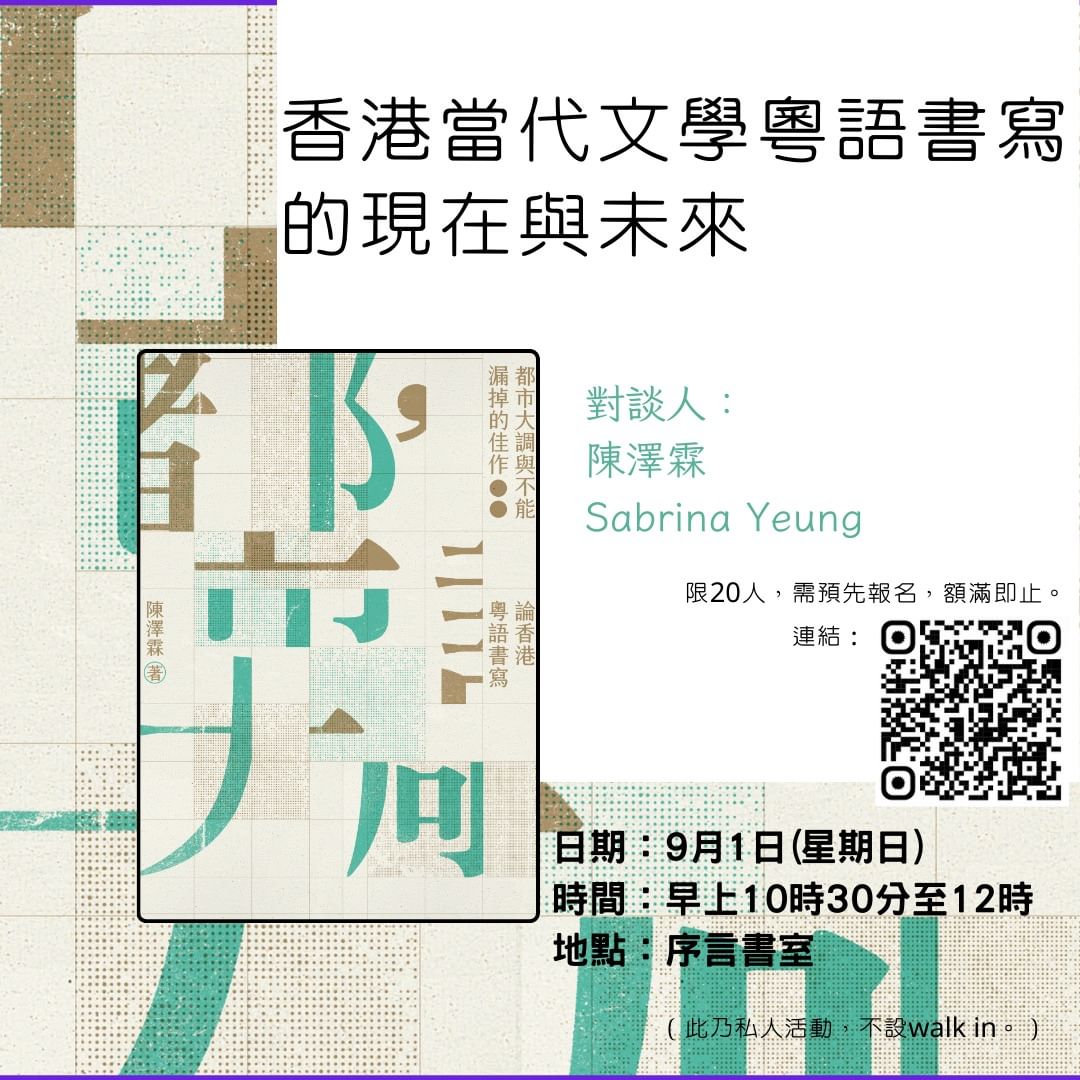 香港當代文學粵語書寫
的現在與未來
都市大調與不能
漏掉的佳作●●
論香港
粵語書寫
陳澤霖 著
對談人：
陳澤霖
Sabrina Yeung
限20人，需預先報名，額滿即止。
連結：
日期：9月1日(星期日)
時間：早上10時30分至12時
地點：序言書室
（此乃私人活動，不設walk in。）